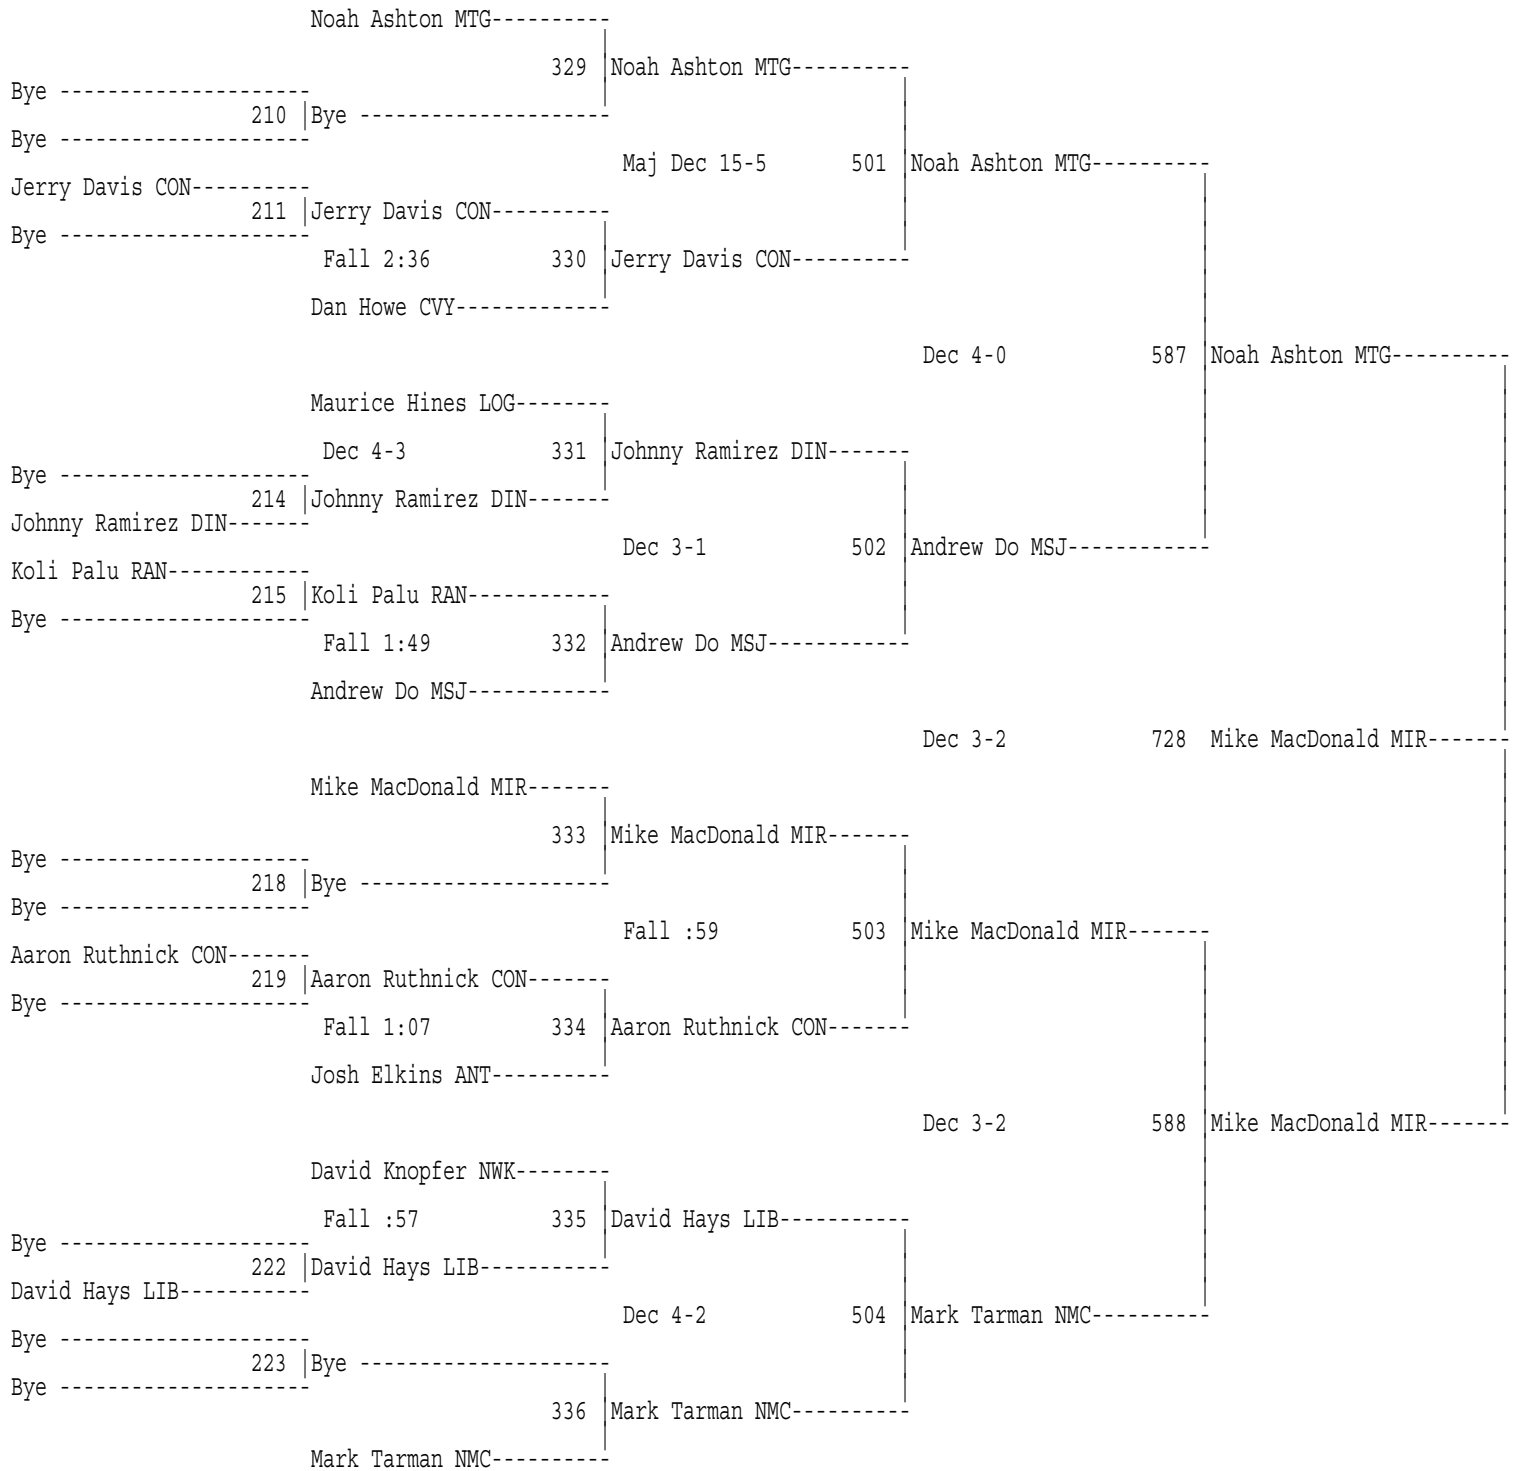 Noah Ashton MTG----------
329 |Noah Ashton MTG----------
Bye ---------------------
210 |Bye ---------------------
Bye ---------------------
Maj Dec 15-5 501 |Noah Ashton MTG----------
Jerry Davis CON----------
211 |Jerry Davis CON----------
Bye ---------------------
Fall 2:36 330 |Jerry Davis CON----------
Dan Howe CVY-------------
Dec 4-0 587 |Noah Ashton MTG----------
Maurice Hines LOG--------
Dec 4-3 331 |Johnny Ramirez DIN-------
Bye ---------------------
214 |Johnny Ramirez DIN-------
Johnny Ramirez DIN-------
Dec 3-1 502 |Andrew Do MSJ------------
Koli Palu RAN------------
215 |Koli Palu RAN------------
Bye ---------------------
Fall 1:49 332 |Andrew Do MSJ------------
Andrew Do MSJ------------
Dec 3-2 728 Mike MacDonald MIR-------
Mike MacDonald MIR-------
333 |Mike MacDonald MIR-------
Bye ---------------------
218 |Bye ---------------------
Bye ---------------------
Fall :59 503 |Mike MacDonald MIR-------
Aaron Ruthnick CON-------
219 |Aaron Ruthnick CON-------
Bye ---------------------
Fall 1:07 334 |Aaron Ruthnick CON-------
Josh Elkins ANT----------
Dec 3-2 588 |Mike MacDonald MIR-------
David Knopfer NWK--------
Fall :57 335 |David Hays LIB-----------
Bye ---------------------
222 |David Hays LIB-----------
David Hays LIB-----------
Dec 4-2 504 |Mark Tarman NMC----------
Bye ---------------------
223 |Bye ---------------------
Bye ---------------------
336 |Mark Tarman NMC----------
Mark Tarman NMC----------